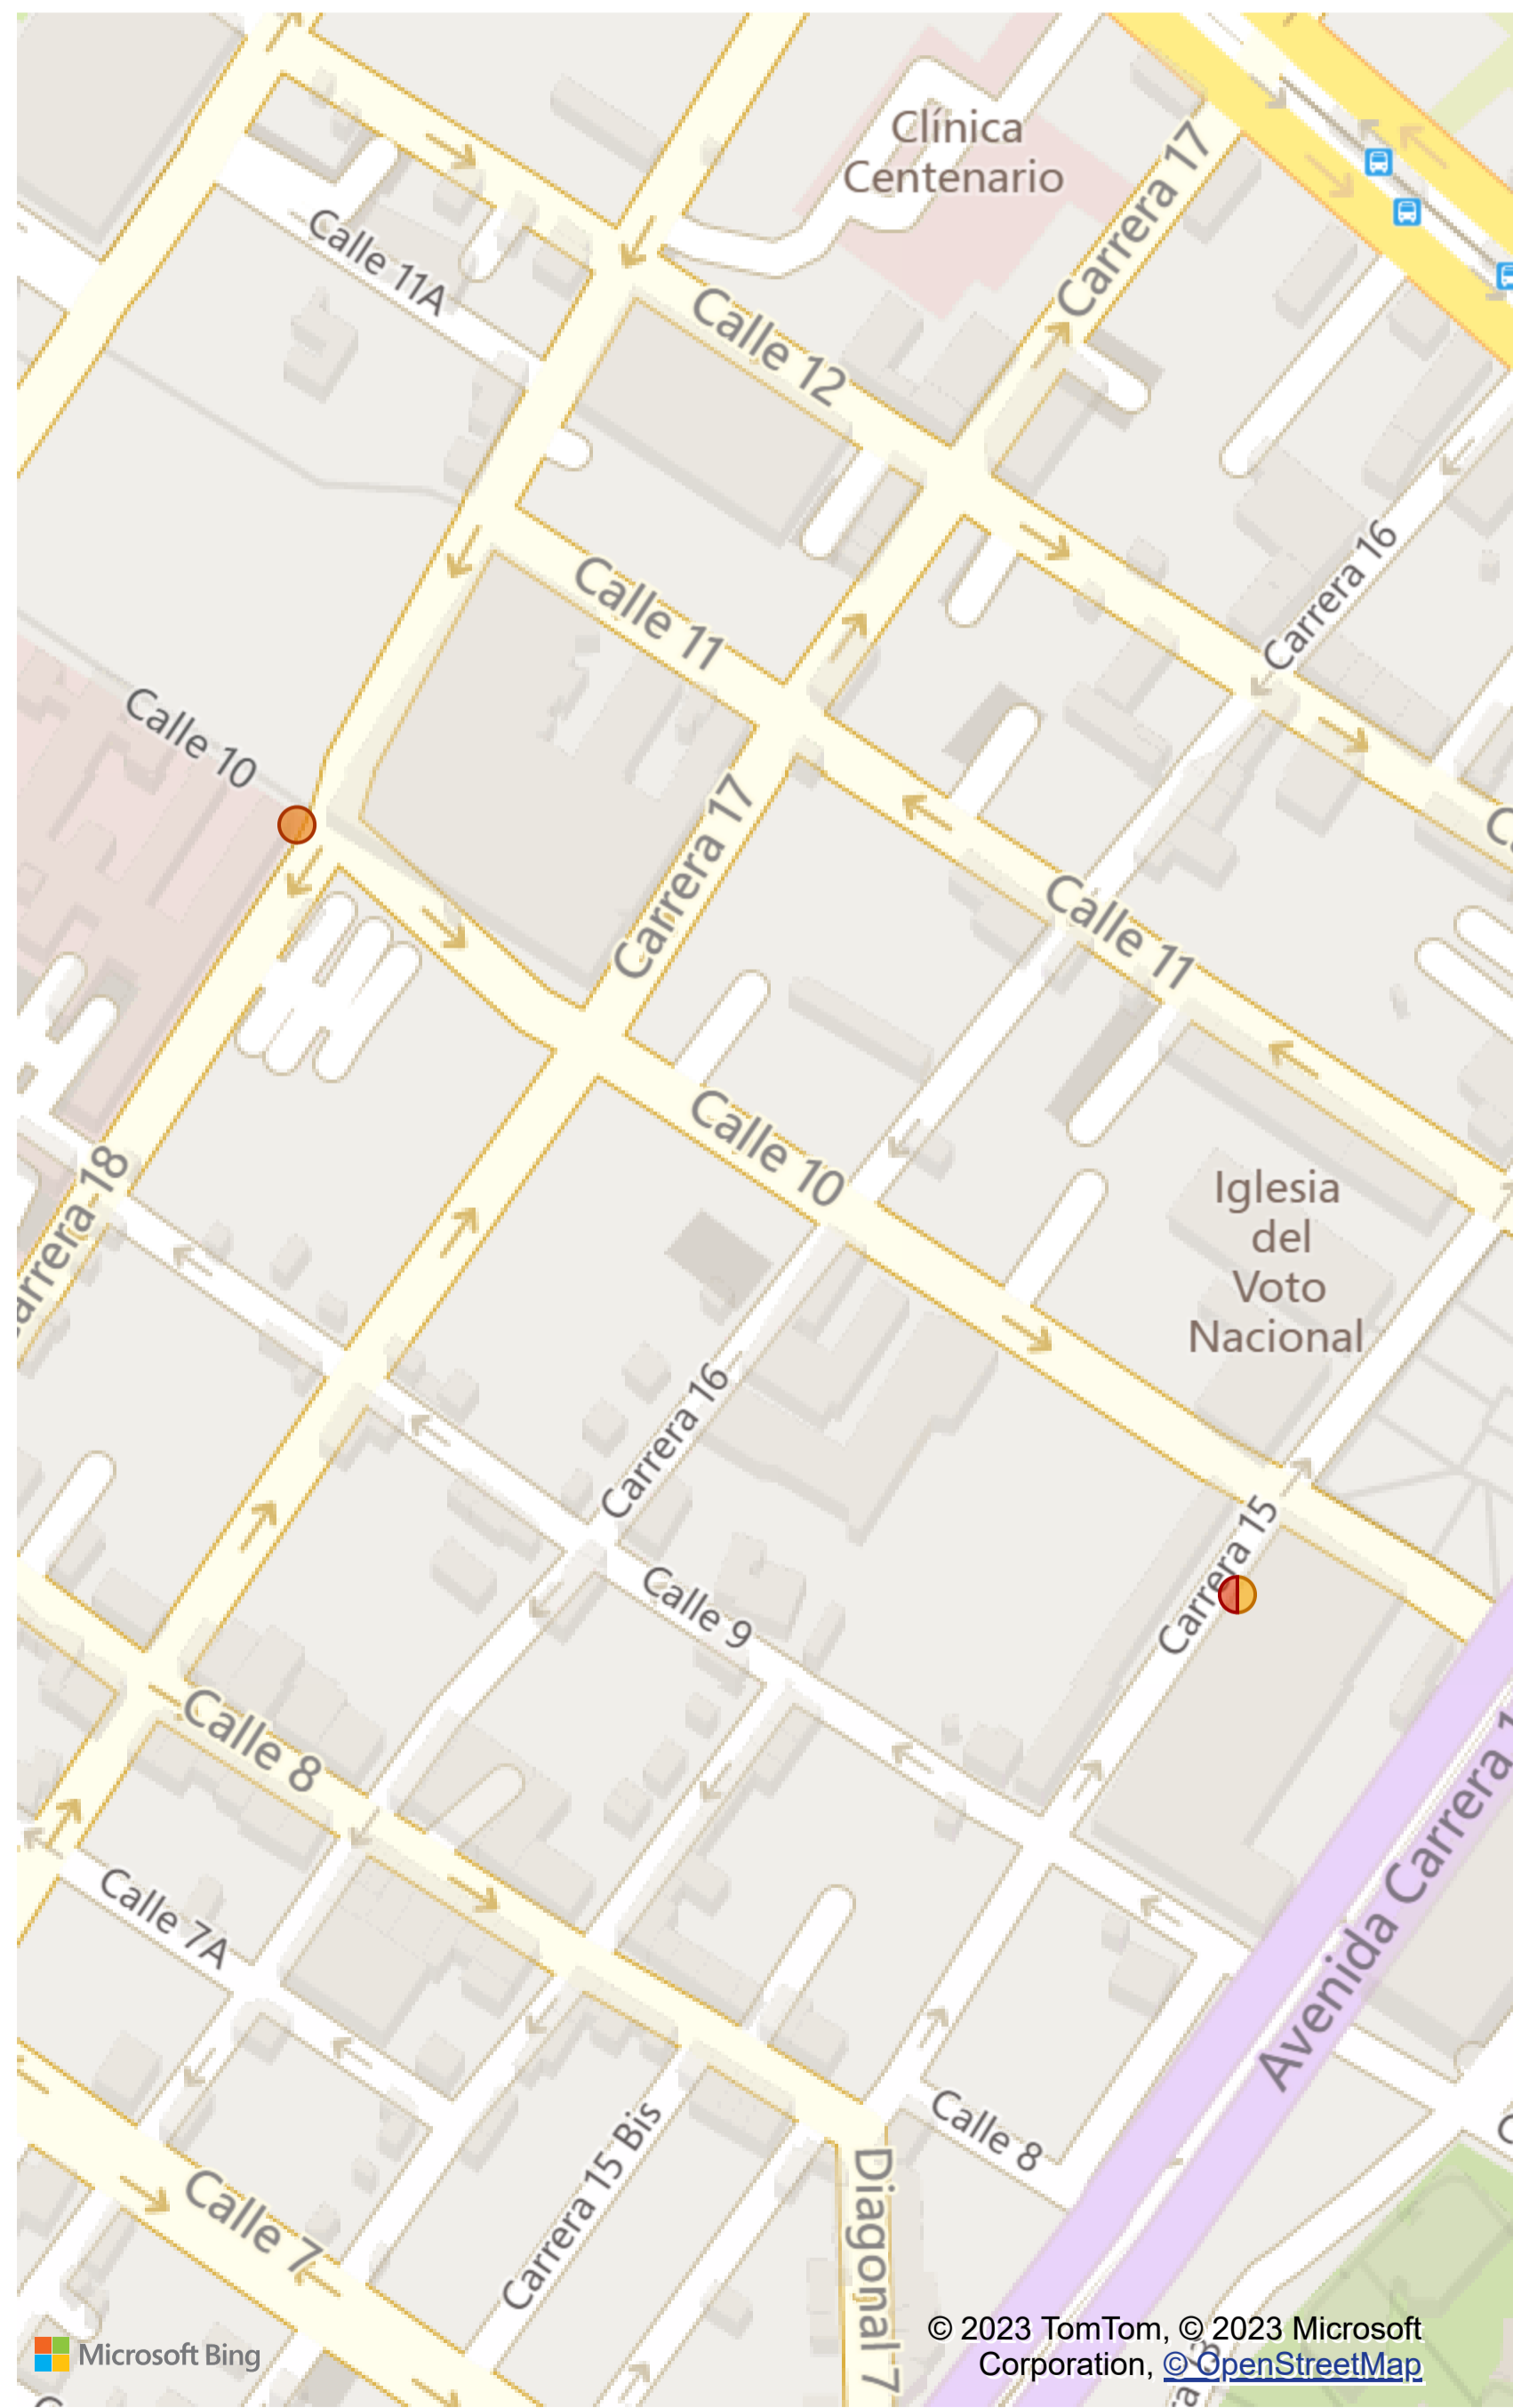 Clínica
Centenario
Carrera 17
Calle 11A
Calle 12
Carrera 16
Calle 11
Calle 10
Carrera 17
Calle 11
Calle 10
Carrera 18
Iglesia
del
Voto
Nacional
Carrera 16
Carrera 15
Calle 9
Calle 8
Calle 7A
Avenida Carrera 1
Calle 8
Calle 7
Carrera 15 Bis
Diagonal 7
© 2023 TomTom, © 2023 Microsoft
Corporation, © OpenStreetMap
Microsoft Bing